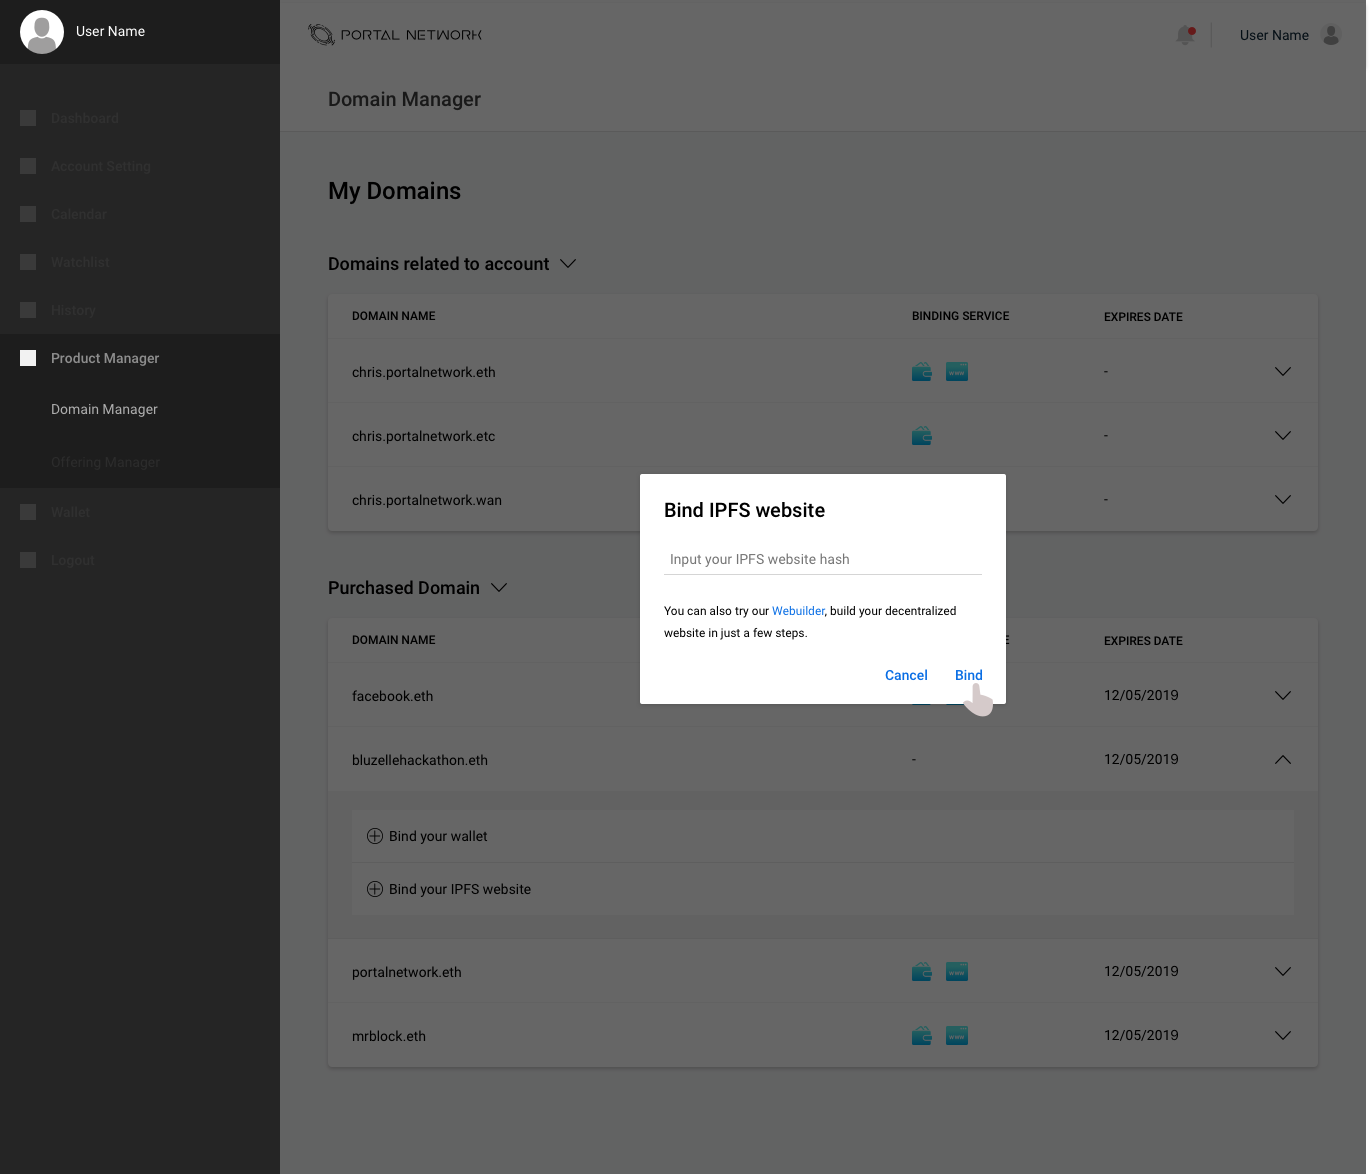 User Name
Dashboard
Account Setting
Calendar
Watchlist
History
Product Manager
Domain Manager
Offering Manager
Wallet
Logout
PORTAL NETWORK
User Name
Domain Manager
My Domains
Domains related to account
DOMAIN NAME BINDING SERVICE EXPIRES DATE
chris.portalnetwork.eth -
chris.portalnetwork.etc -
chris.portalnetwork.wan -
Bind IPFS website
Input your IPFS website hash
You can also try our Webuilder, build your decentralized
website in just a few steps.
Cancel Bind
Purchased Domain
DOMAIN NAME EXPIRES DATE
facebook.eth 12/05/2019
bluzellehackathon.eth - 12/05/2019
Bind your wallet
Bind your IPFS website
portalnetwork.eth 12/05/2019
mrblock.eth 12/05/2019